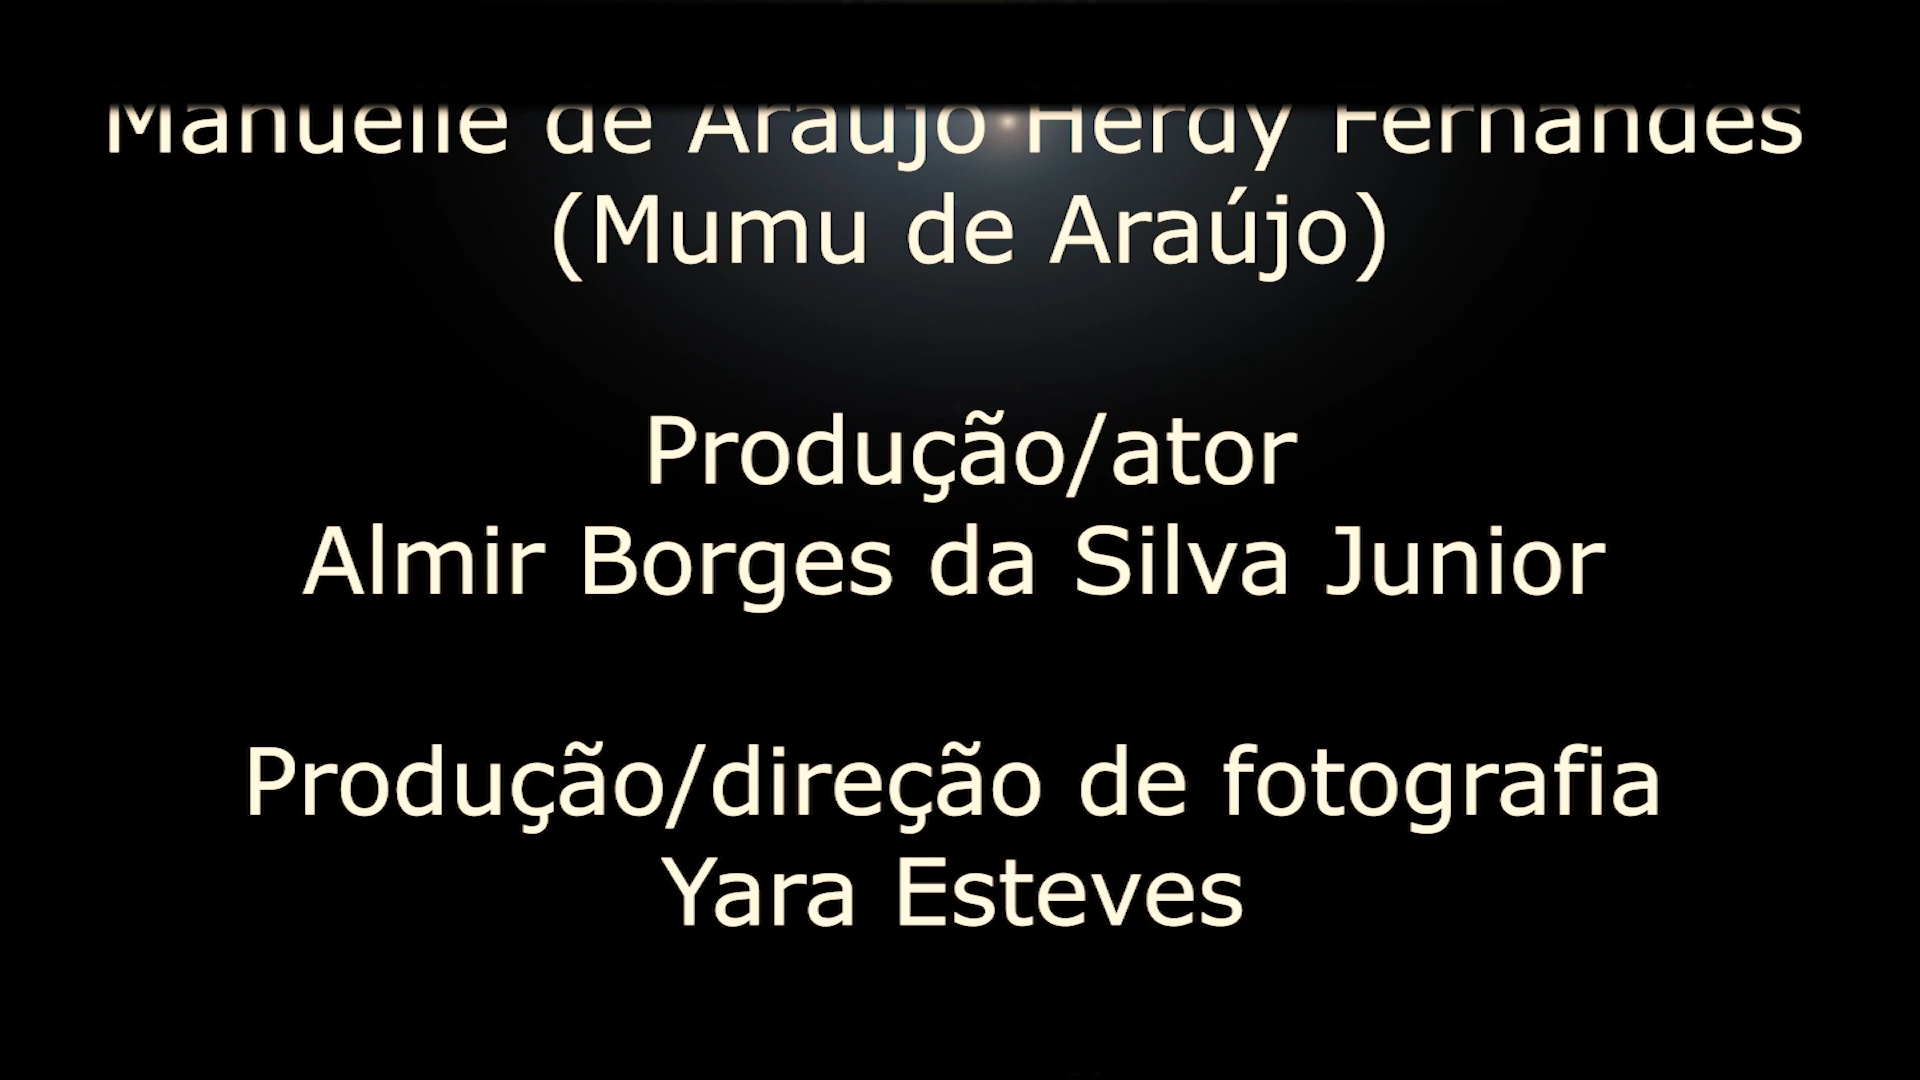 Manuelle de Araujo Herdy Fernandes
(Mumu de Araújo)
Produção/ator
Almir Borges da Silva Junior
Produção/direção de fotografia
Yara Esteves